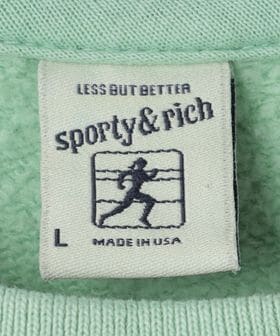 LESS BUT BETTER
sporty & rich
L
MADE IN USA